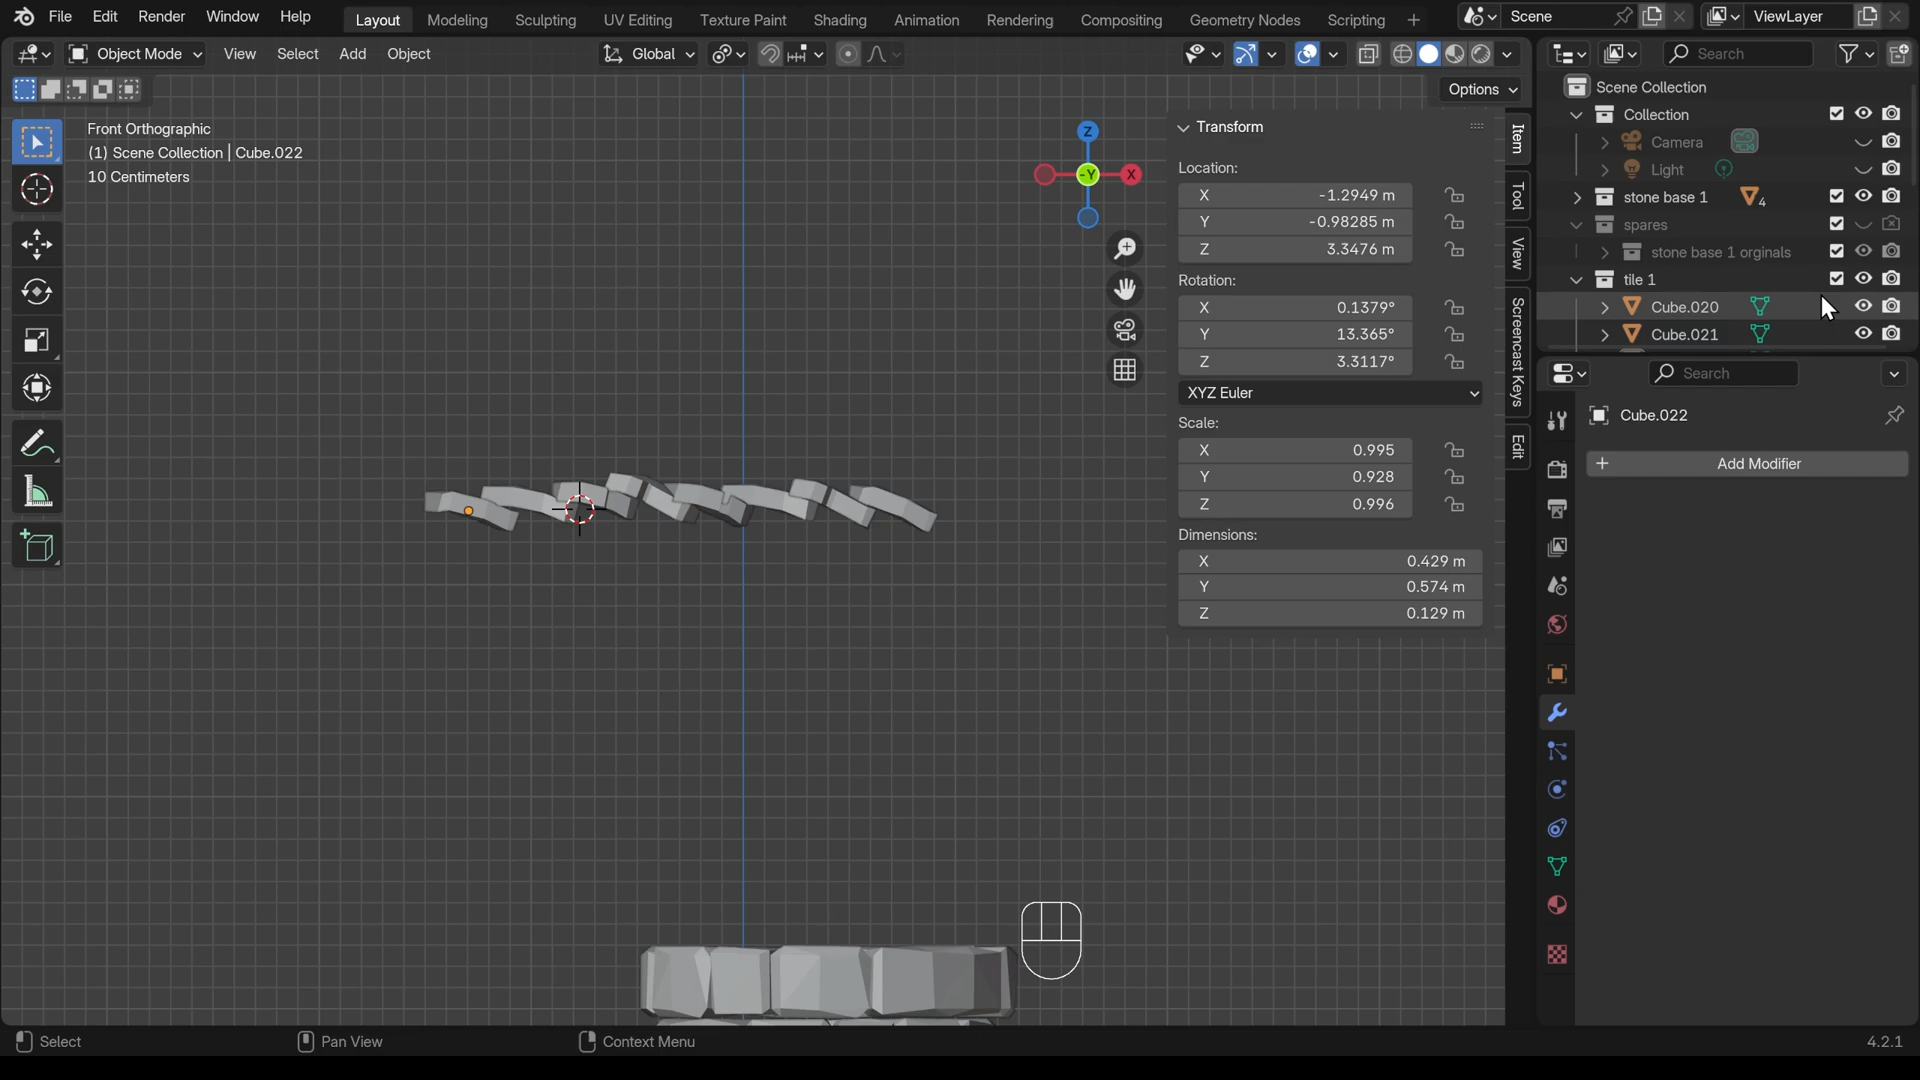 File Edit Render Window Help Layout Modeling Sculpting UV Editing Texture Paint Shading Animation Rendering Compositing Geometry Nodes Scripting + Scene ViewLayer
Object Mode View Select Add Object Global Search
Options
Front Orthographic
(1) Scene Collection | Cube.022
10 Centimeters
Z
-Y
X
Transform
Location:
X -1.2949 m
Y -0.98285 m
Z 3.3476 m
Rotation:
X 0.1379°
Y 13.365°
Z 3.3117°
XYZ Euler
Scale:
X 0.995
Y 0.928
Z 0.996
Dimensions:
X 0.429 m
Y 0.574 m
Z 0.129 m
Item
Tool
View
Screencast Keys
Edit
Scene Collection
Collection
Camera
Light
stone base 1 4
spares
stone base 1 orginals
tile 1
Cube.020
Cube.021
Search
Cube.022
+ Add Modifier
Select Pan View Context Menu 4.2.1